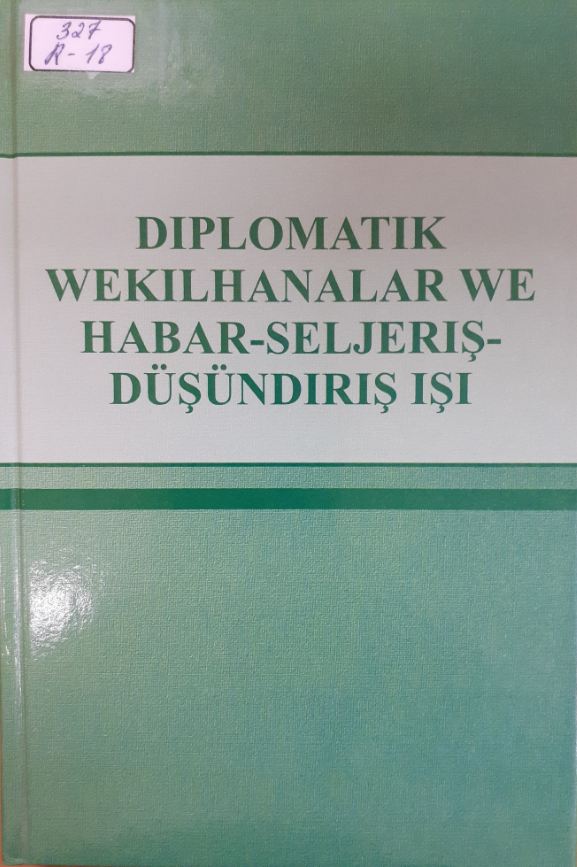 327
R-18
DIPLOMATIK
WEKILHANALAR WE
HABAR-SELJERIŞ-
DÜŞÜNDIRIŞ IŞI